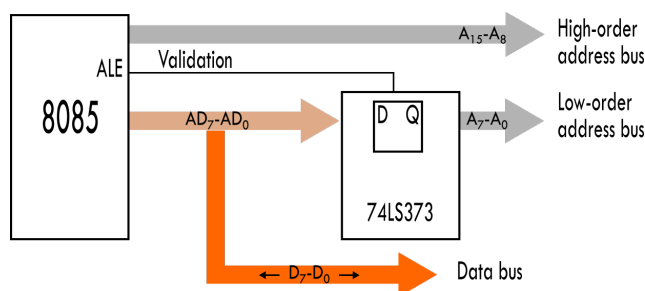 A₁₅-A₈
High-order
address bus
ALE
Validation
8085
AD₇-AD₀
D Q
A₇-A₀
Low-order
address bus
74LS373
← D₇-D₀ →
Data bus